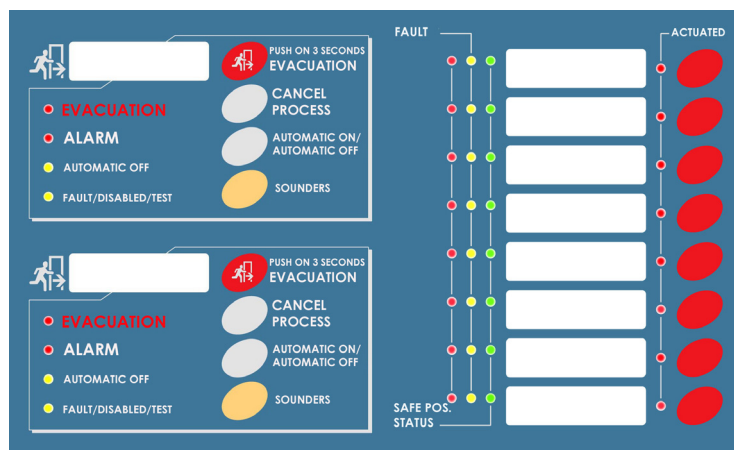 PUSH ON 3 SECONDS
EVACUATION
EVACUATION
CANCEL
PROCESS
ALARM
AUTOMATIC ON/
AUTOMATIC OFF
AUTOMATIC OFF
FAULT/DISABLED/TEST
SOUNDERS
PUSH ON 3 SECONDS
EVACUATION
EVACUATION
CANCEL
PROCESS
ALARM
AUTOMATIC ON/
AUTOMATIC OFF
AUTOMATIC OFF
FAULT/DISABLED/TEST
SOUNDERS
FAULT
ACTUATED
SAFE POS.
STATUS